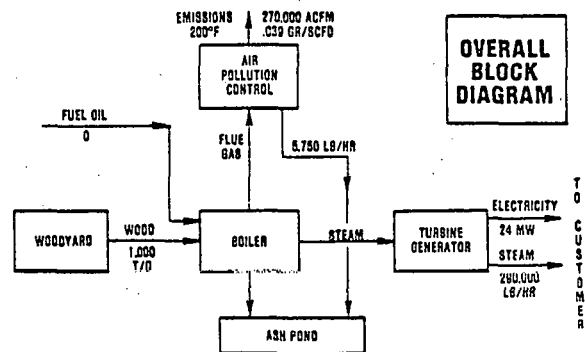 EMISSIONS
200°F
270,000 ACFM
.039 GR/SCFD
OVERALL
BLOCK
DIAGRAM
AIR
POLLUTION
CONTROL
FUEL OIL
0
FLUE
GAS
5,750 LB/HR
WOODYARD
WOOD
1,000
T/D
BOILER
STEAM
TURBINE
GENERATOR
ELECTRICITY
24 MW
STEAM
280,000
LB/HR
TO CUSTOMER
ASH POND